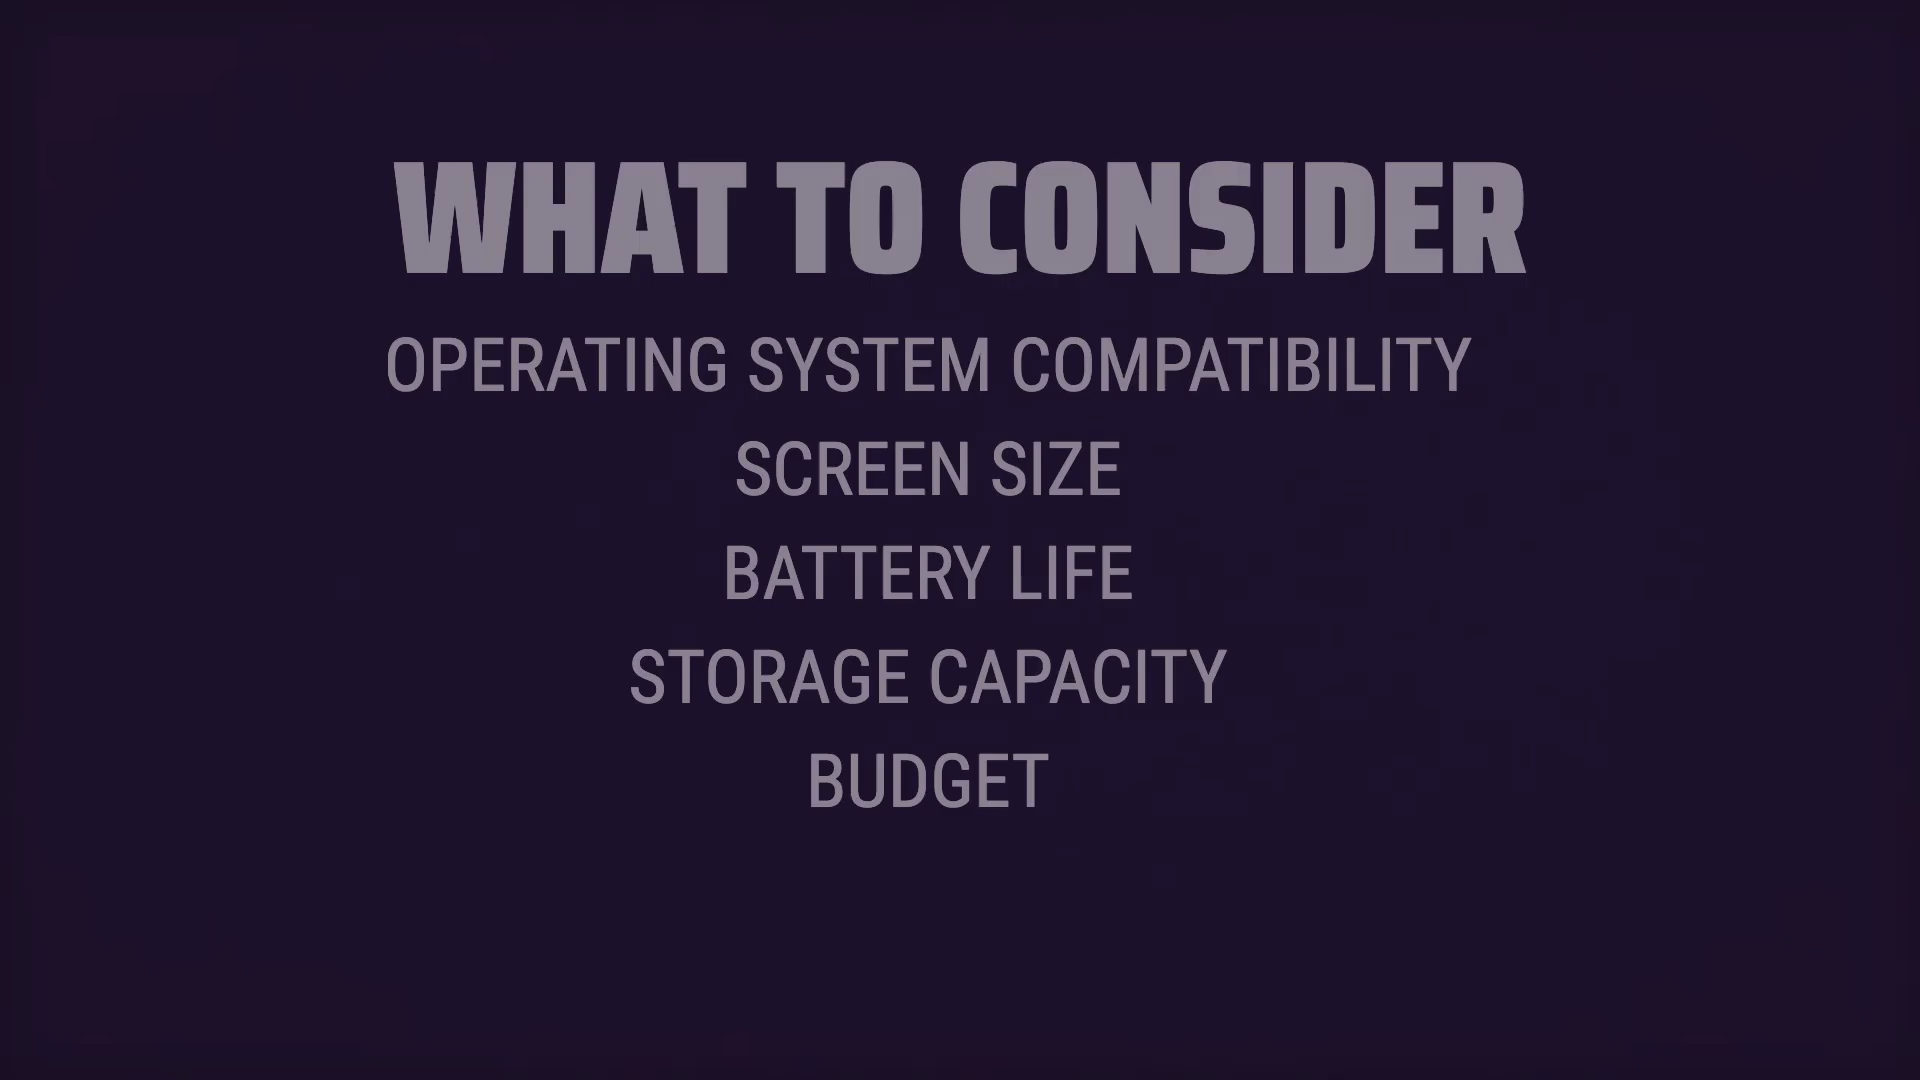 WHAT TO CONSIDER
OPERATING SYSTEM COMPATIBILITY
SCREEN SIZE
BATTERY LIFE
STORAGE CAPACITY
BUDGET